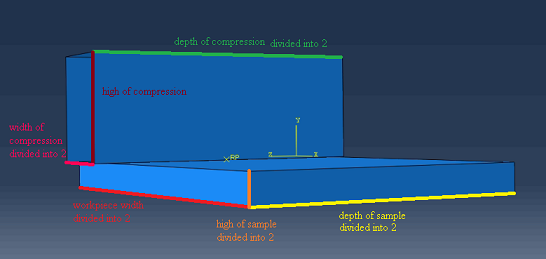 depth of compression divided into 2
high of compression
width of
compression
divided into 2
Y
RP
Z
X
workpiece width
divided into 2
high of sample
divided into 2
depth of sample
divided into 2